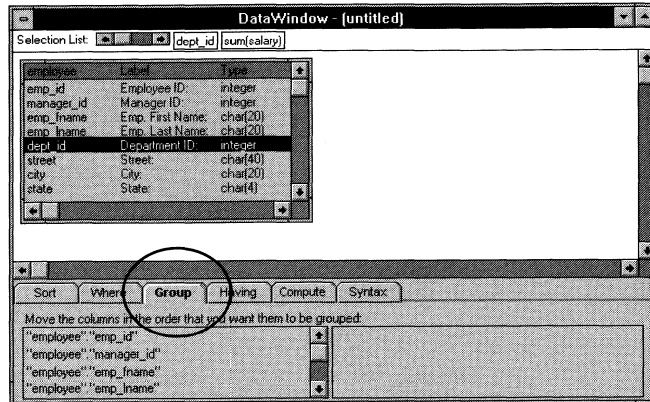 DataWindow - (untitled)
Selection List: dept_id sum(salary)
employee Label Type
emp_id Employee ID: integer
manager_id Manager ID: integer
emp_fname Emp. First Name: char(20)
emp_lname Emp. Last Name: char(20)
dept_id Department ID: integer
street Street: char(40)
city City: char(20)
state State: char(4)
Sort Where Group Having Compute Syntax
Move the columns in the order that you want them to be grouped:
"employee"."emp_id"
"employee"."manager_id"
"employee"."emp_fname"
"employee"."emp_lname"